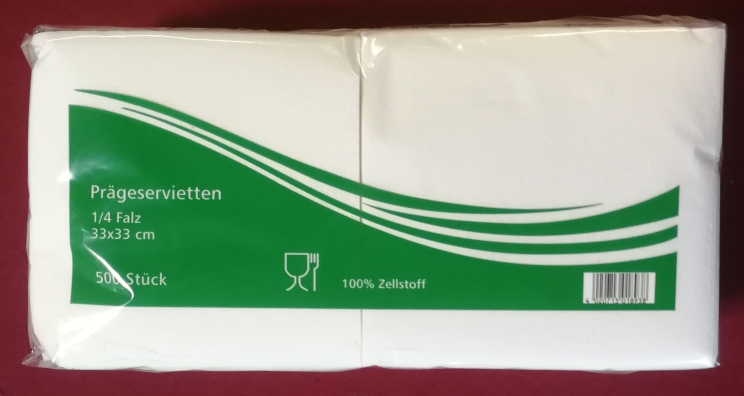 Prägeservietten
1/4 Falz
33x33 cm
500 Stück
100% Zellstoff